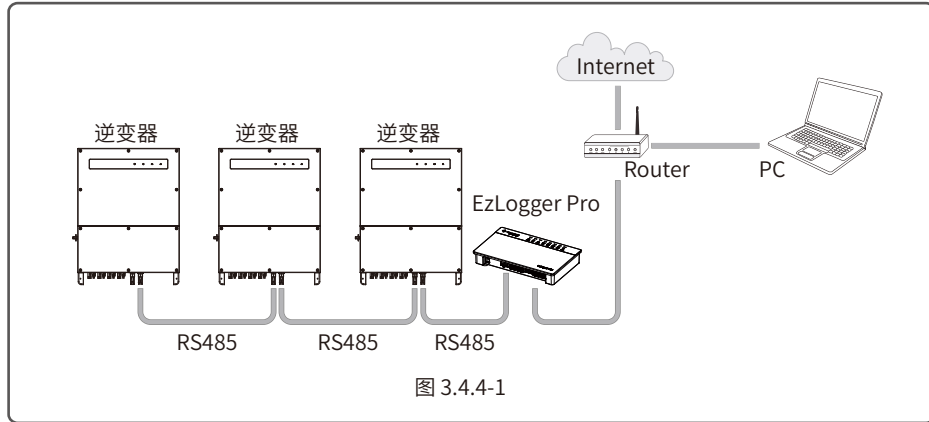 Internet
逆变器 逆变器 逆变器
Router PC
EzLogger Pro
RS485 RS485 RS485
图 3.4.4-1